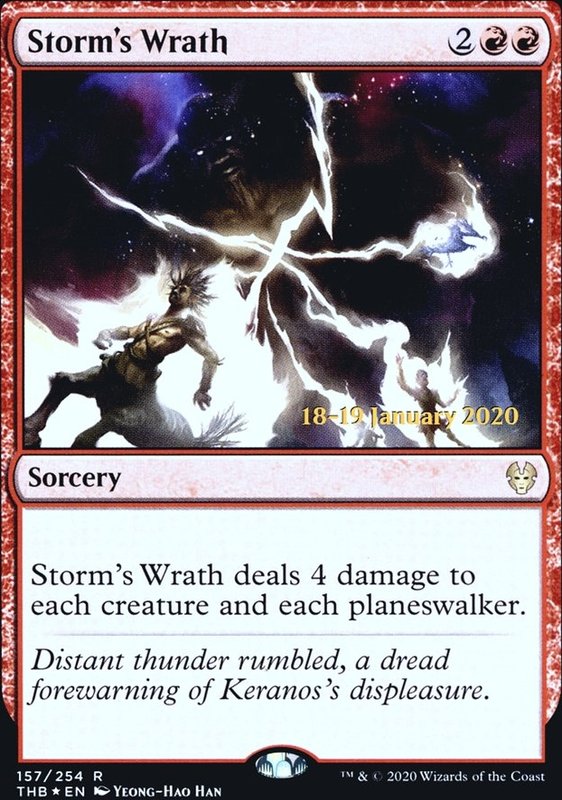 Storm's Wrath 2
18-19 January 2020
Sorcery
Storm's Wrath deals 4 damage to
each creature and each planeswalker.
Distant thunder rumbled, a dread
forewarning of Keranos's displeasure.
157/254 R
THB★EN Yeong-Hao Han
™ & © 2020 Wizards of the Coast